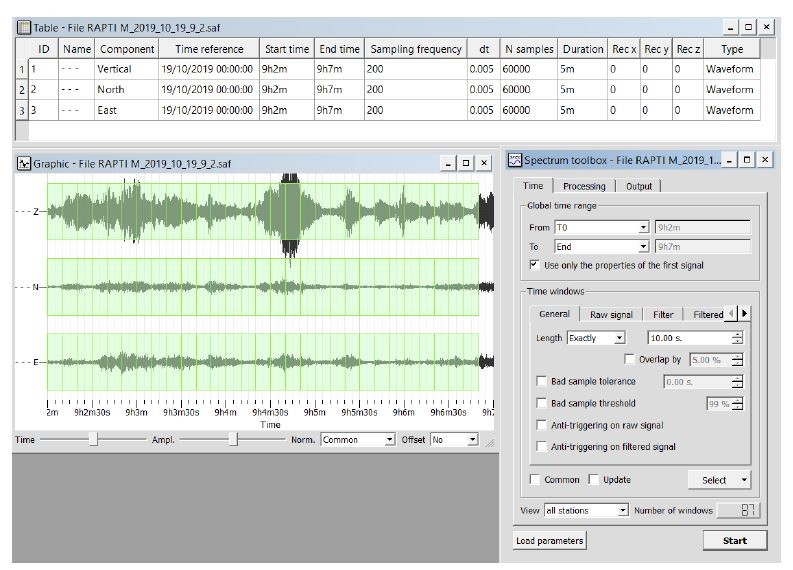 Table - File RAPTI M_2019_10_19_9_2.saf
ID Name Component Time reference Start time End time Sampling frequency dt N samples Duration Rec x Rec y Rec z Type
1 1 - - - Vertical 19/10/2019 00:00:00 9h2m 9h7m 200 0.005 60000 5m 0 0 0 Waveform
2 2 - - - North 19/10/2019 00:00:00 9h2m 9h7m 200 0.005 60000 5m 0 0 0 Waveform
3 3 - - - East 19/10/2019 00:00:00 9h2m 9h7m 200 0.005 60000 5m 0 0 0 Waveform
Graphic - File RAPTI M_2019_10_19_9_2.saf
- - - Z
- - - N
- - - E
2m 9h2m30s 9h3m 9h3m30s 9h4m 9h4m30s 9h5m 9h5m30s 9h6m 9h6m30s 9h7
Time
Time Ampl. Norm. Common Offset No
Spectrum toolbox - File RAPTI M_2019_1...
Time Processing Output
Global time range
From T0 9h2m
To End 9h7m
Use only the properties of the first signal
Time windows
General Raw signal Filter Filtered
Length Exactly 10.00 s.
Overlap by 5.00 %
Bad sample tolerance 0.00 s.
Bad sample threshold 99 %
Anti-triggering on raw signal
Anti-triggering on filtered signal
Common Update Select
View all stations Number of windows 87
Load parameters Start